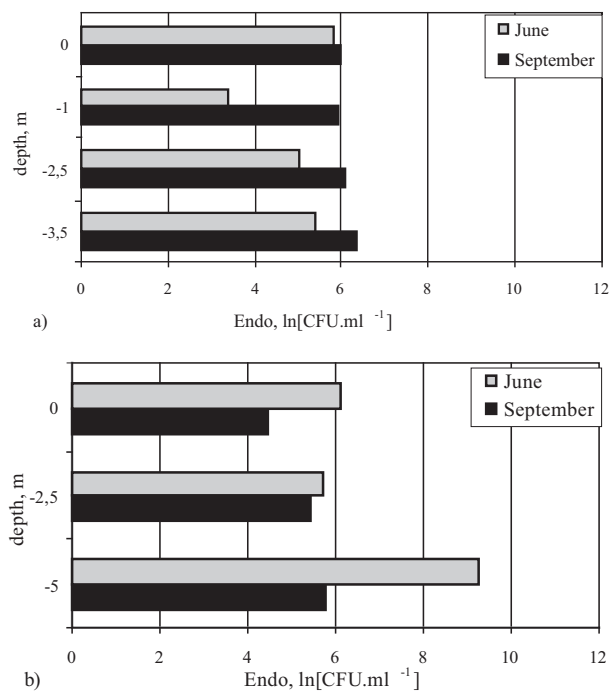 June
September
depth, m
0
-1
-2,5
-3,5
0 2 4 6 8 10 12
Endo, ln[CFU.ml -1]
a)
June
September
depth, m
0
-2,5
-5
0 2 4 6 8 10 12
Endo, ln[CFU.ml -1]
b)